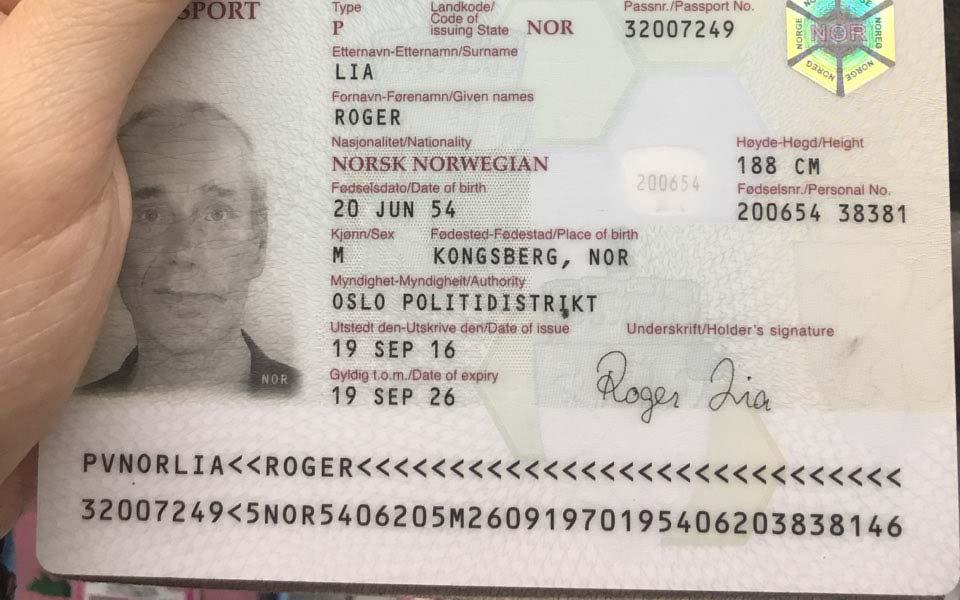 SPORT
Type Landkode/ Passnr./Passport No.
Code of
P issuing State NOR 32007249
Etternavn-Etternamn/Surname
LIA
Fornavn-Førenamn/Given names
ROGER
Nasjonalitet/Nationality Høyde-Høgd/Height
NORSK NORWEGIAN 188 CM
200654
Fødselsdato/Date of birth Fødselsnr./Personal No.
20 JUN 54 200654 38381
Kjønn/Sex Fødested-Fødestad/Place of birth
M KONGSBERG, NOR
Myndighet-Myndigheit/Authority
OSLO POLITIDISTRIKT
Utstedt den-Utskrive den/Date of issue Underskrift/Holder's signature
19 SEP 16
Gyldig t.o.m./Date of expiry
19 SEP 26 Roger Lia
NOR
NORGE NOREG NOR NORGE NOREG
PVNORLIA<<ROGER<<<<<<<<<<<<<<<<<<<<<<<<<<<<<
32007249<5NOR5406205M26091970195406203838146